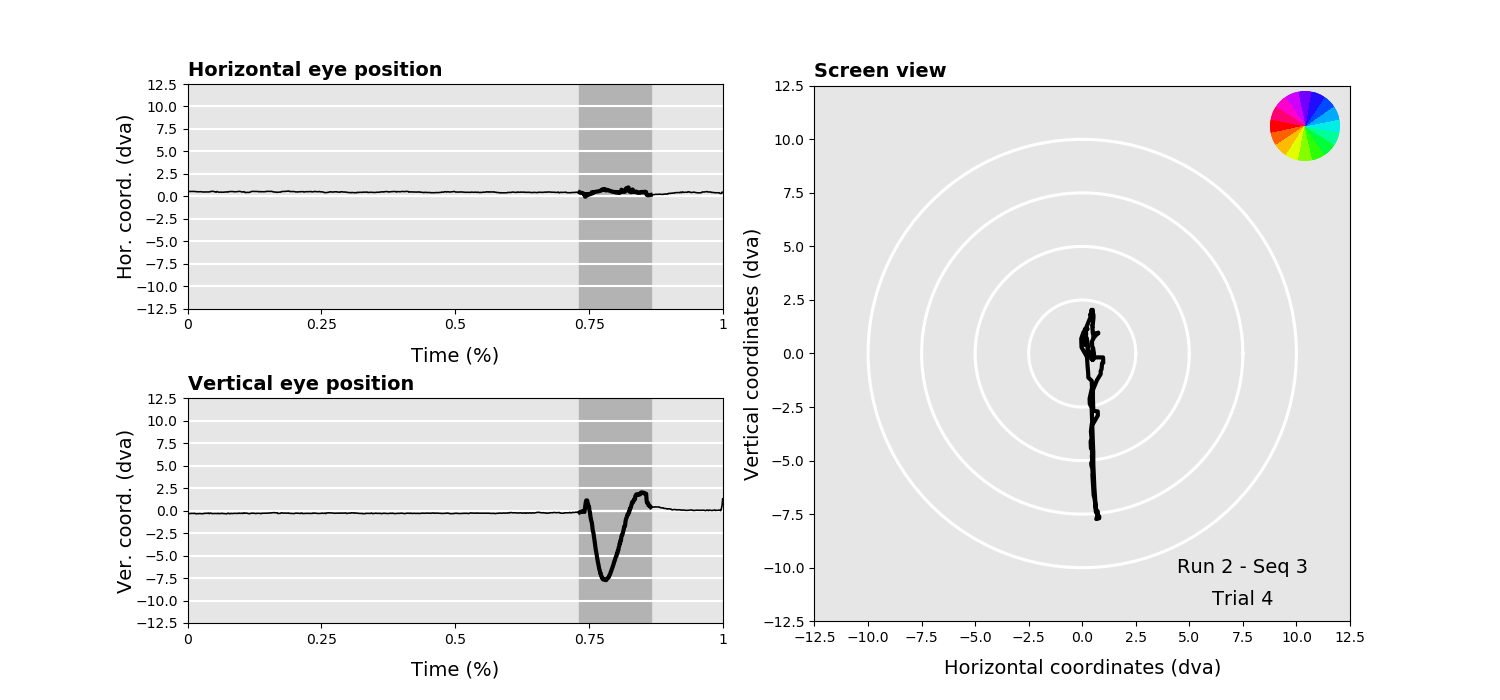 Horizontal eye position
12.5
10.0
7.5
5.0
2.5
0.0
−2.5
−5.0
−7.5
−10.0
−12.5
Hor. coord. (dva)
0 0.25 0.5 0.75 1
Time (%)
Vertical eye position
12.5
10.0
7.5
5.0
2.5
0.0
−2.5
−5.0
−7.5
−10.0
−12.5
Ver. coord. (dva)
0 0.25 0.5 0.75 1
Time (%)
Screen view
12.5
10.0
7.5
5.0
2.5
0.0
−2.5
−5.0
−7.5
−10.0
−12.5
Vertical coordinates (dva)
Run 2 - Seq 3
Trial 4
−12.5 −10.0 −7.5 −5.0 −2.5 0.0 2.5 5.0 7.5 10.0 12.5
Horizontal coordinates (dva)